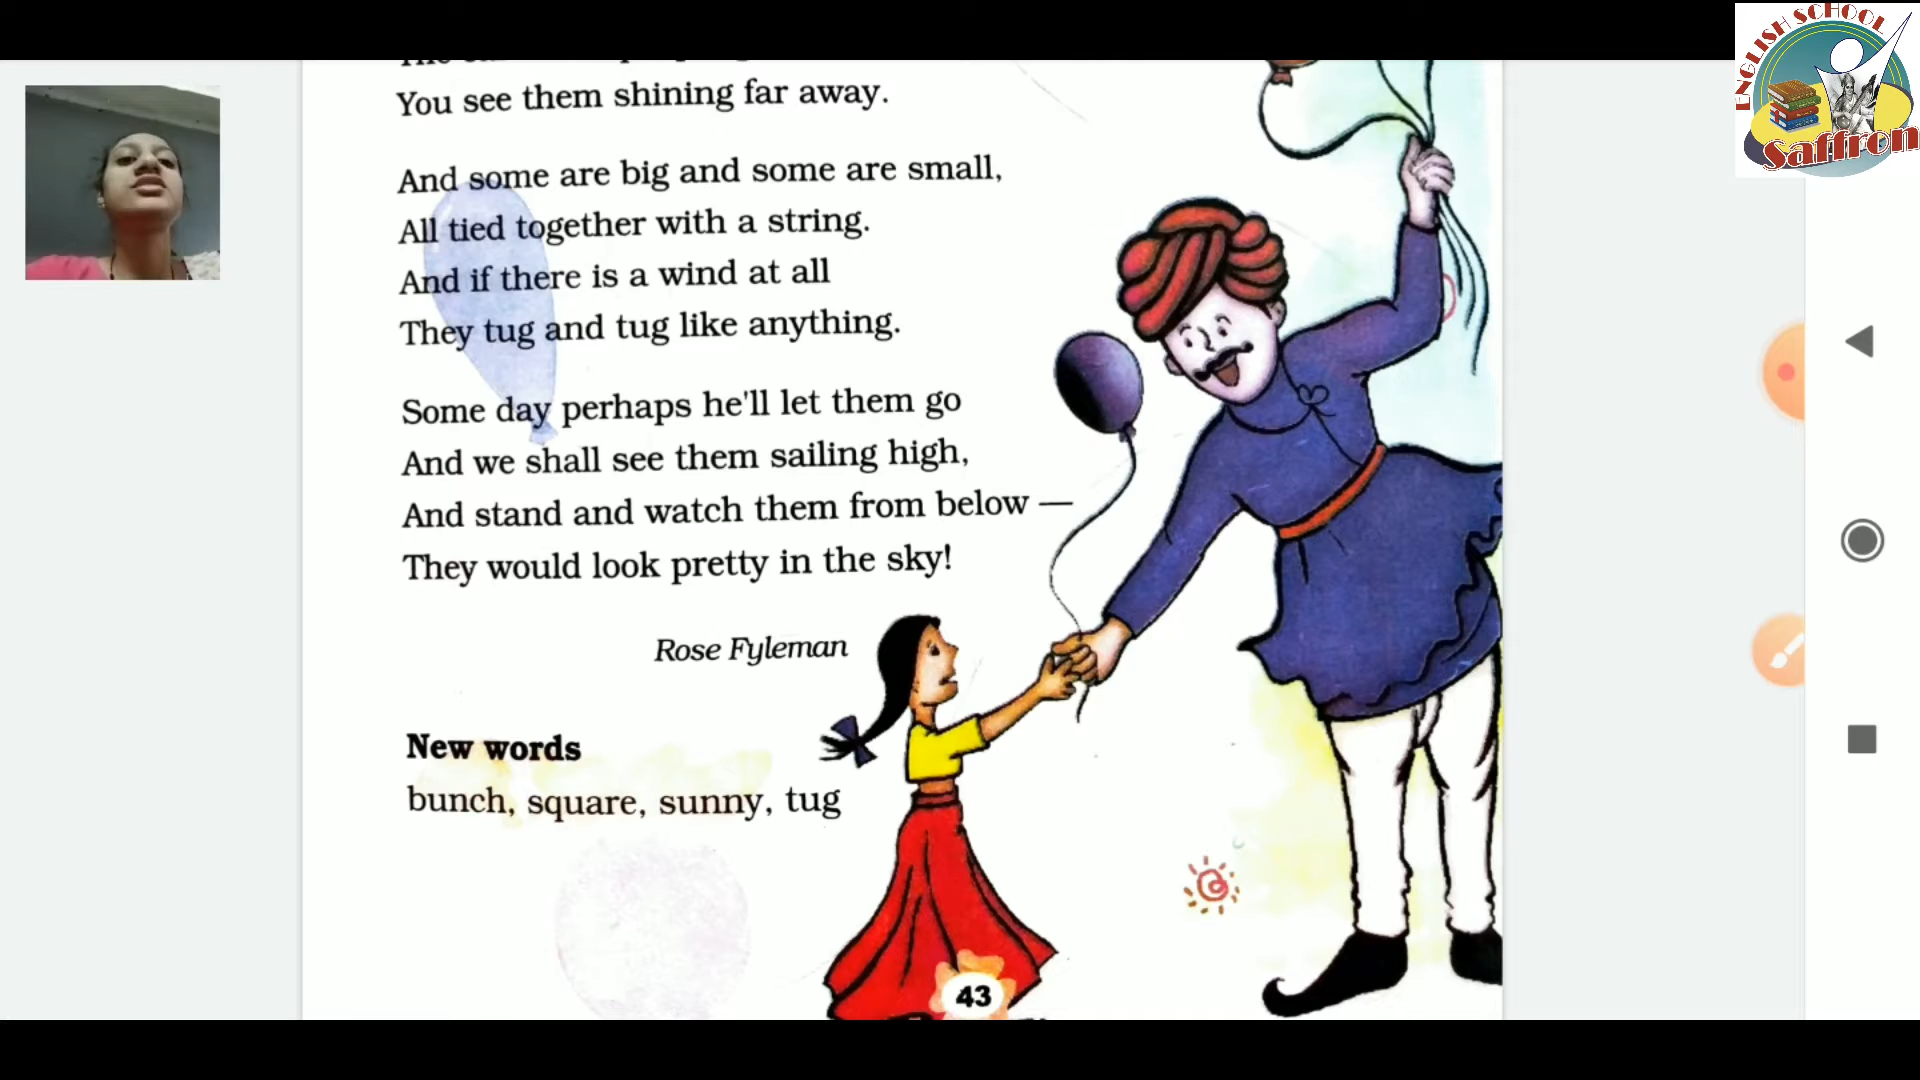 ENGLISH SCHOOL
Saffron
You see them shining far away.
And some are big and some are small,
All tied together with a string.
And if there is a wind at all
They tug and tug like anything.
Some day perhaps he'll let them go
And we shall see them sailing high,
And stand and watch them from below —
They would look pretty in the sky!
Rose Fyleman
New words
bunch, square, sunny, tug
43